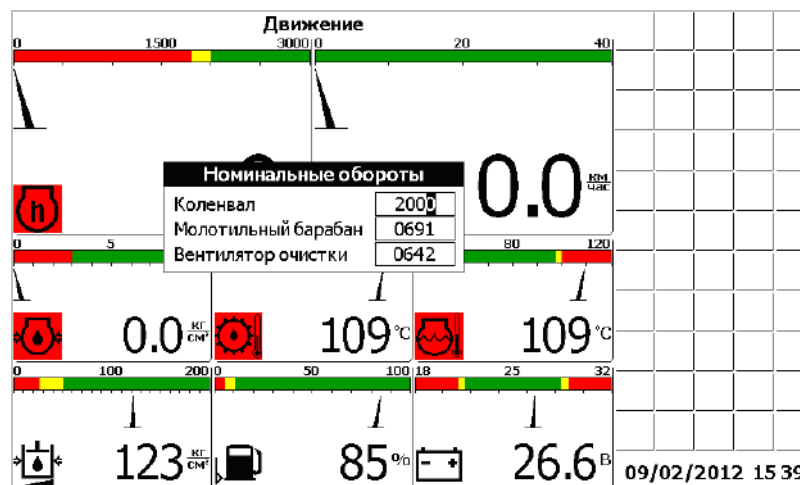 Движение
0 1500 3000 0 20 40
0.0 км час
Номинальные обороты
Коленвал 2000
Молотильный барабан 0691
Вентилятор очистки 0642
h
0 5 80 120
0.0 кг см² 109 °C 109 °C
0 100 200 0 50 100 18 25 32
123 кг см² 85 % 26.6 В
09/02/2012 15 39